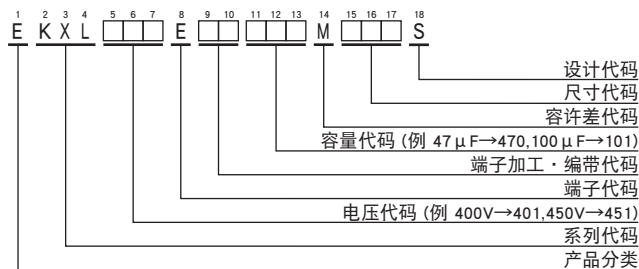 1 2 3 4 5 6 7 8 9 10 11 12 13 14 15 16 17 18
E K X L E M S
设计代码
尺寸代码
容许差代码
容量代码 (例 47μF→470,100μF→101)
端子加工・编带代码
端子代码
电压代码 (例 400V→401,450V→451)
系列代码
产品分类